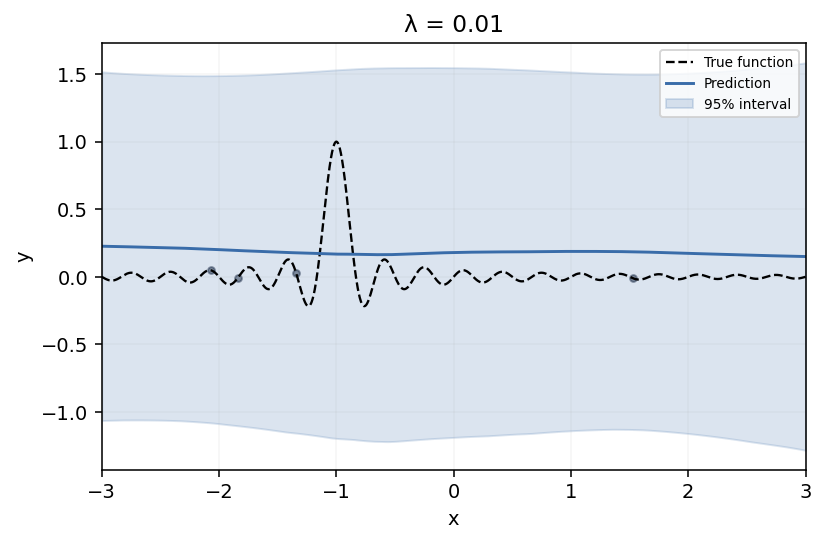 λ = 0.01
True function
Prediction
95% interval
y
1.5
1.0
0.5
0.0
−0.5
−1.0
−3 −2 −1 0 1 2 3
x